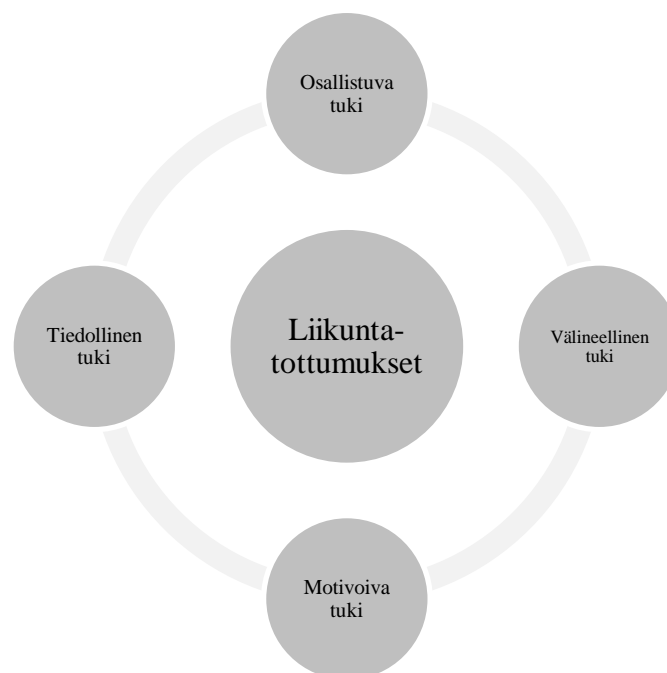 Osallistuva
tuki
Tiedollinen
tuki
Liikunta-
tottumukset
Välineellinen
tuki
Motivoiva
tuki